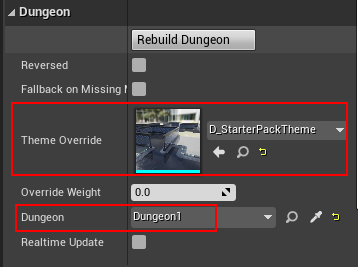 Dungeon
Rebuild Dungeon
Reversed
Fallback on Missing
Theme Override
D_StarterPackTheme
Override Weight
0.0
Dungeon
Dungeon1
Realtime Update